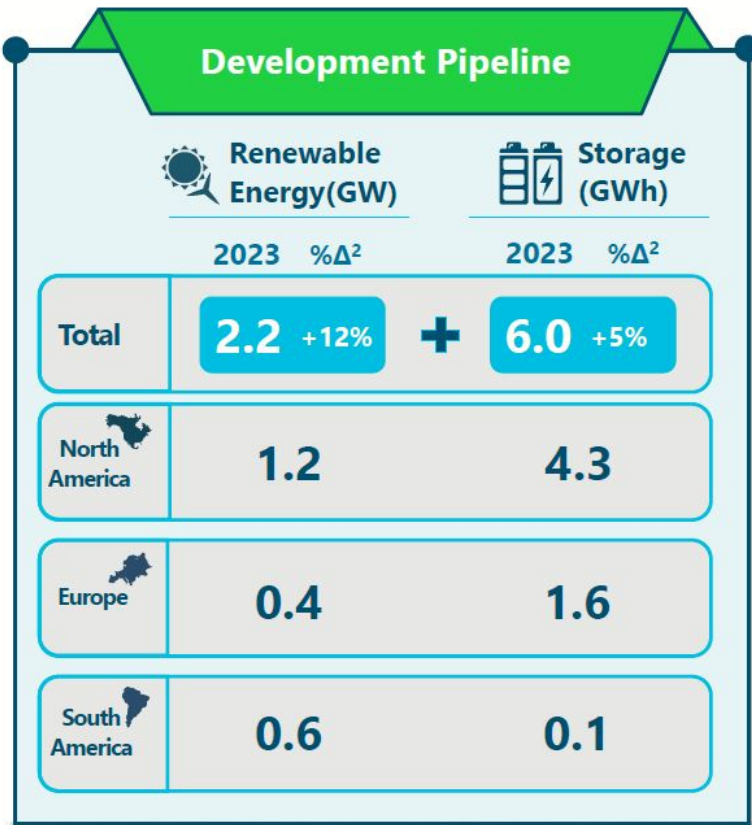 Development Pipeline
Renewable
Energy(GW)
Storage
(GWh)
2023 %Δ² 2023 %Δ²
Total 2.2 +12% + 6.0 +5%
North
America
1.2 4.3
Europe 0.4 1.6
South
America
0.6 0.1